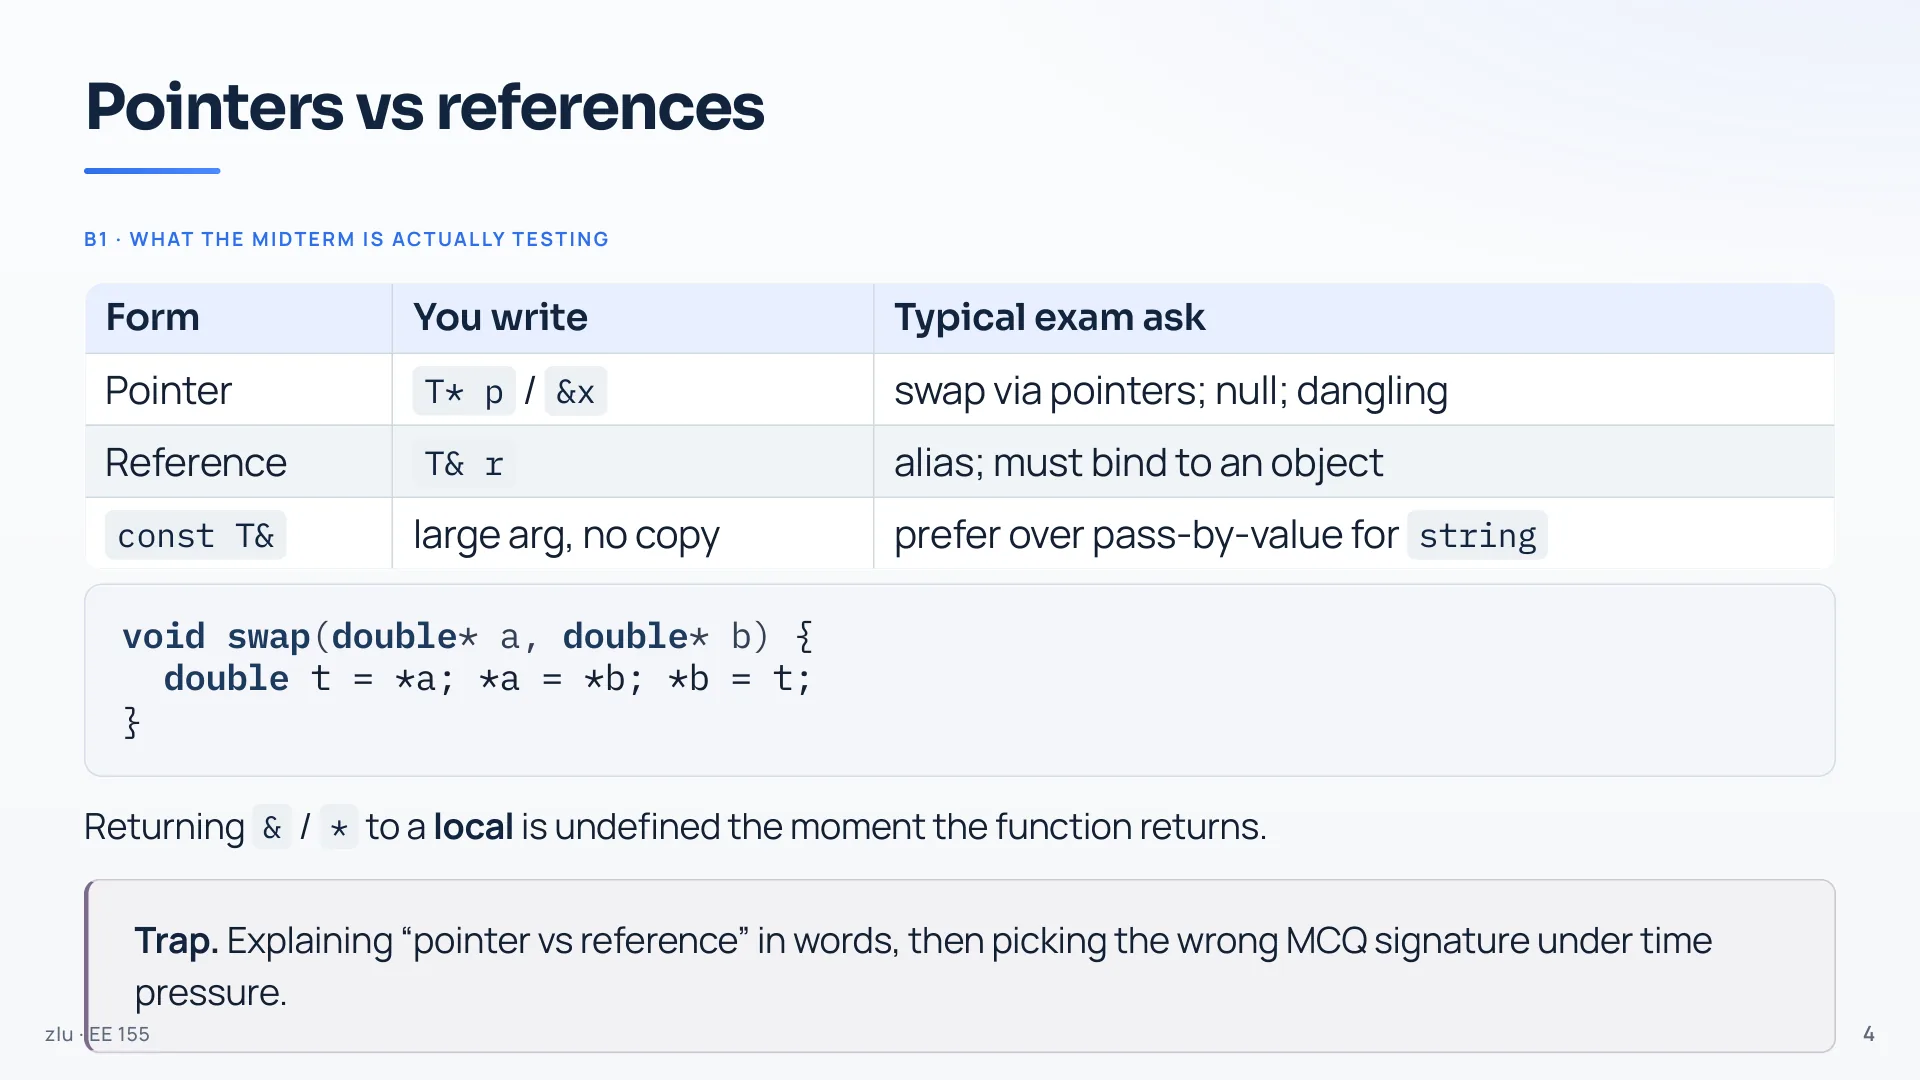 Pointers vs references
B1 · WHAT THE MIDTERM IS ACTUALLY TESTING
Form You write Typical exam ask
Pointer T* p / &x swap via pointers; null; dangling
Reference T& r alias; must bind to an object
const T& large arg, no copy prefer over pass-by-value for string
void swap(double* a, double* b) {
  double t = *a; *a = *b; *b = t;
}
Returning & / * to a local is undefined the moment the function returns.
Trap. Explaining “pointer vs reference” in words, then picking the wrong MCQ signature under time
pressure.
zlu · EE 155
4